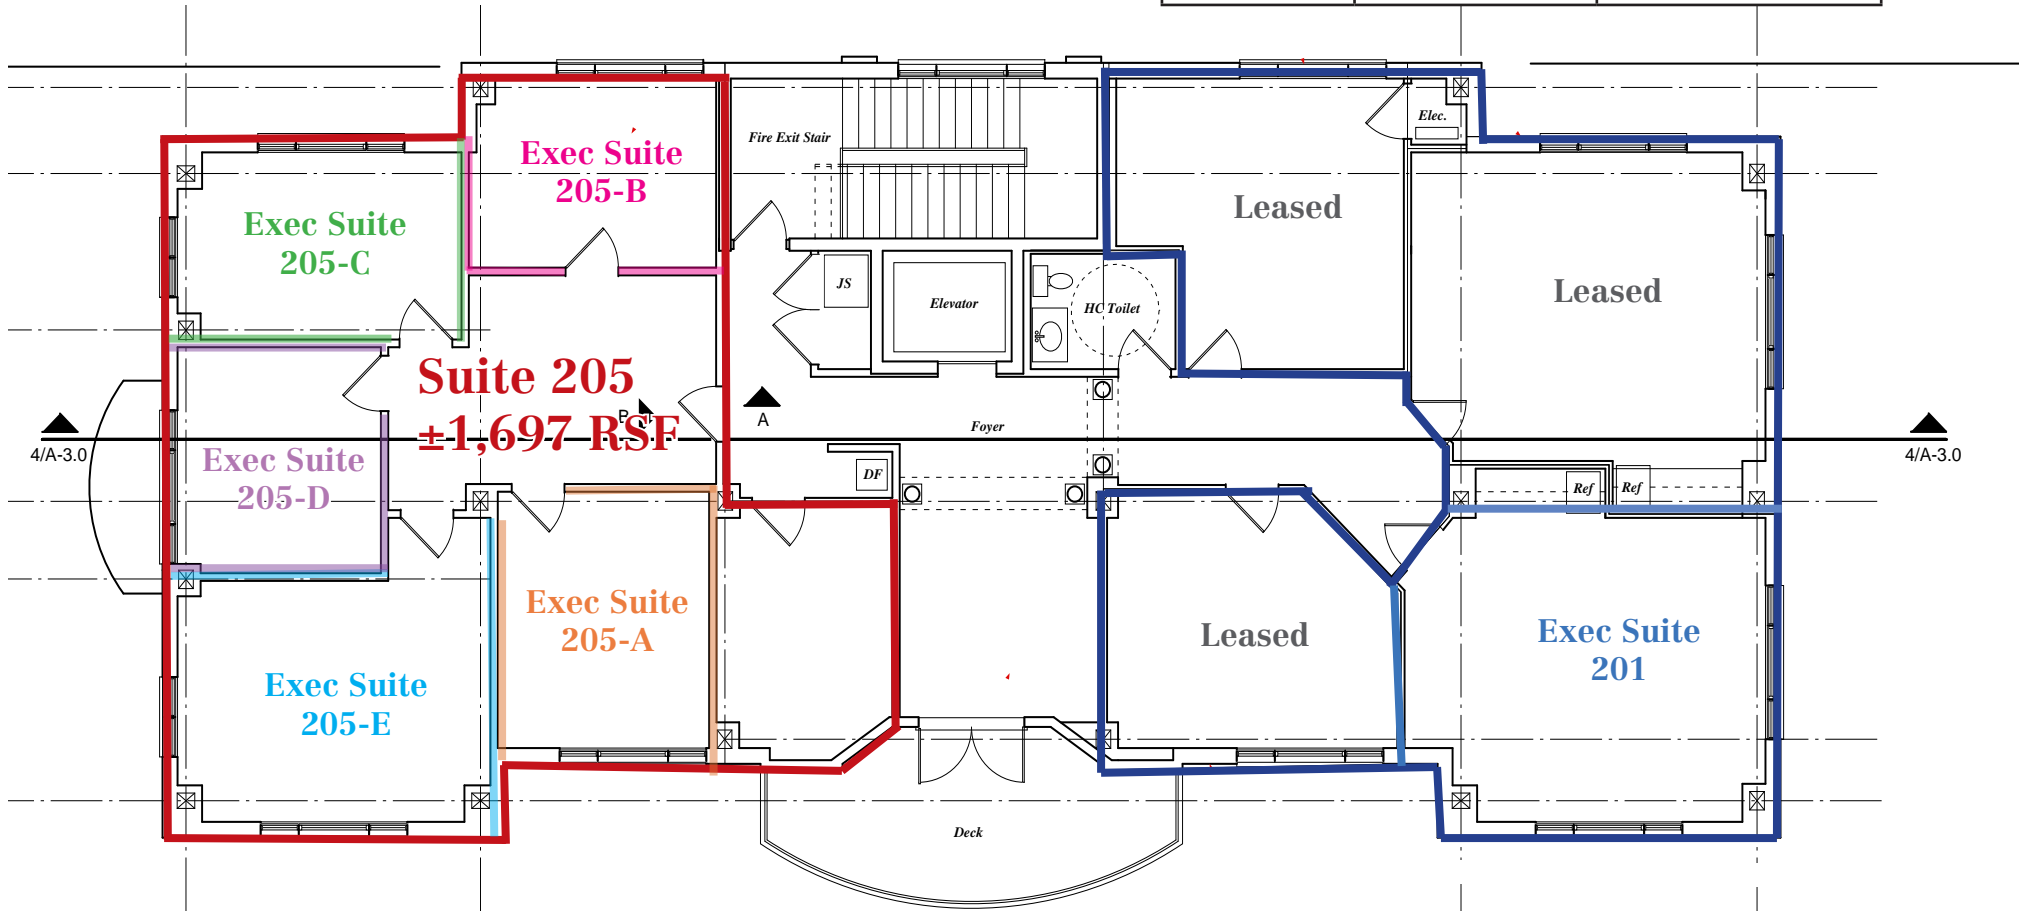 Fire Exit Stair
Elec.
Exec Suite
205-B
Exec Suite
205-C
Leased
Leased
JS
Elevator
HC Toilet
Suite 205
±1,697 RSF
B
A
Foyer
4/A-3.0
4/A-3.0
Exec Suite
205-D
DF
Ref
Ref
Exec Suite
205-A
Leased
Exec Suite
201
Exec Suite
205-E
Deck